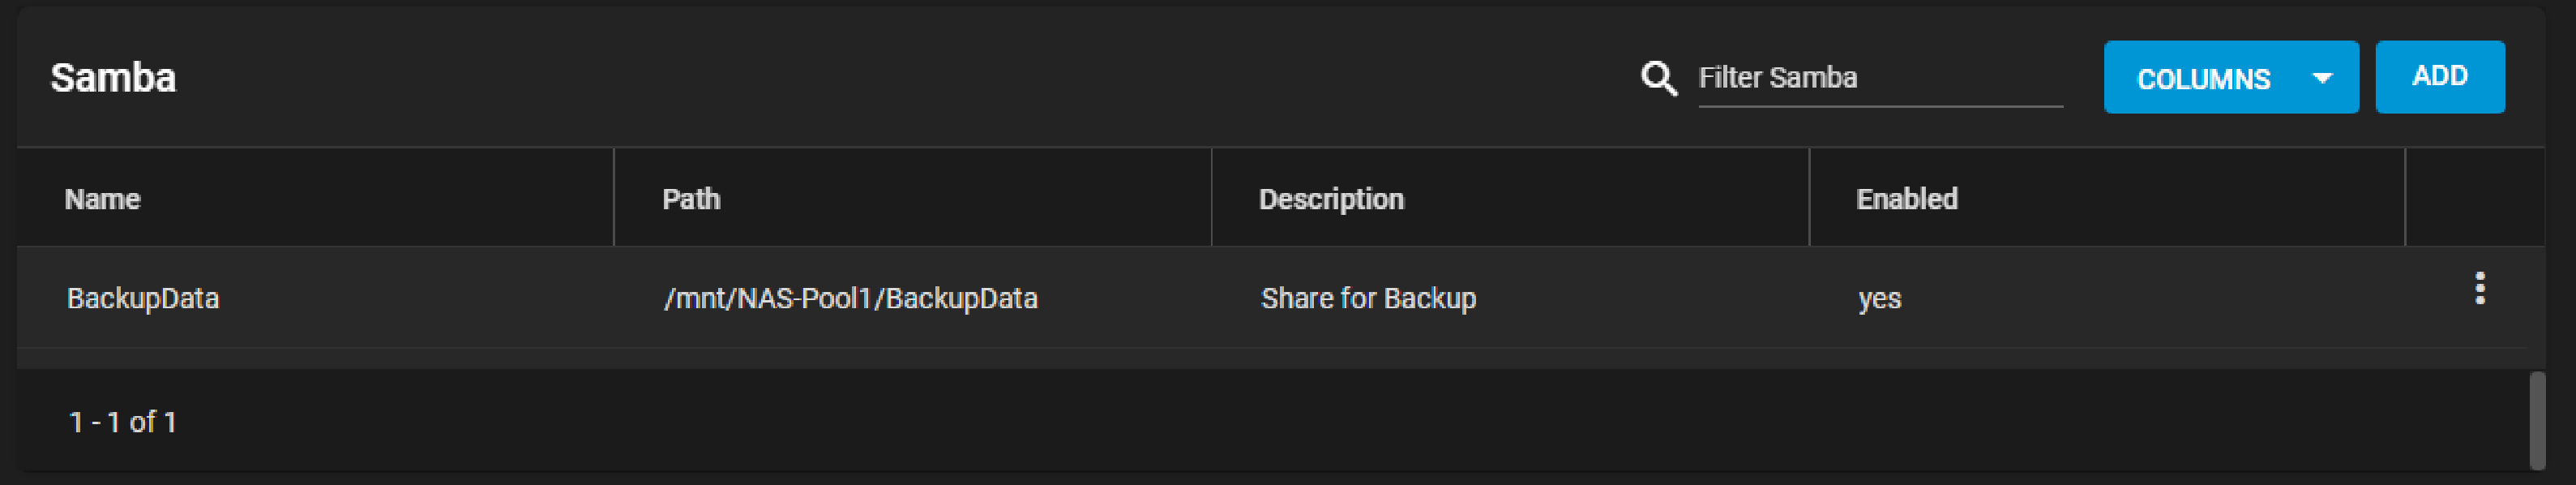 Samba
Filter Samba
COLUMNS
ADD
Name Path Description Enabled
BackupData /mnt/NAS-Pool1/BackupData Share for Backup yes
1 - 1 of 1